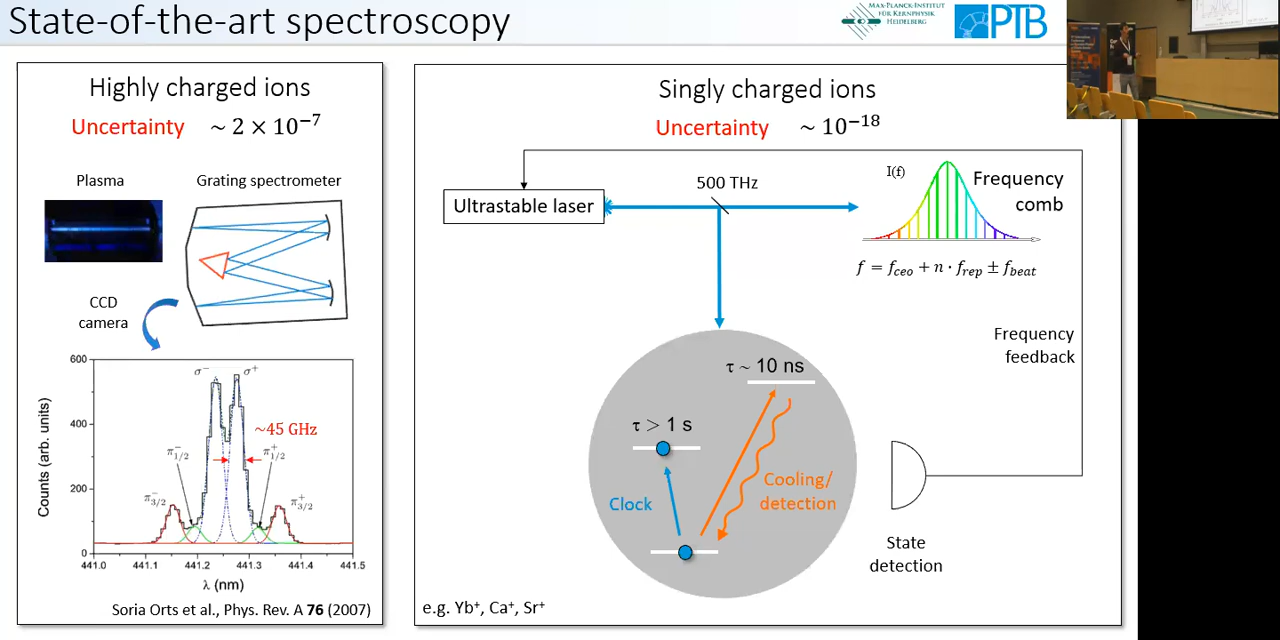 State-of-the-art spectroscopy
MAX-PLANCK-INSTITUT
FÜR KERNPHYSIK
HEIDELBERG
PTB
Highly charged ions
Uncertainty ~ 2 × 10⁻⁷
Plasma
Grating spectrometer
CCD
camera
600
400
200
0
Counts (arb. units)
σ⁻
σ⁺
~45 GHz
π⁻₁/₂
π⁺₁/₂
π⁻₃/₂
π⁺₃/₂
441.0 441.1 441.2 441.3 441.4 441.5
λ (nm)
Soria Orts et al., Phys. Rev. A 76 (2007)
Singly charged ions
Uncertainty ~ 10⁻¹⁸
Ultrastable laser
500 THz
I(f)
Frequency
comb
f = f_ceo + n · f_rep ± f_beat
Frequency
feedback
τ ~ 10 ns
τ > 1 s
Clock
Cooling/
detection
State
detection
e.g. Yb⁺, Ca⁺, Sr⁺